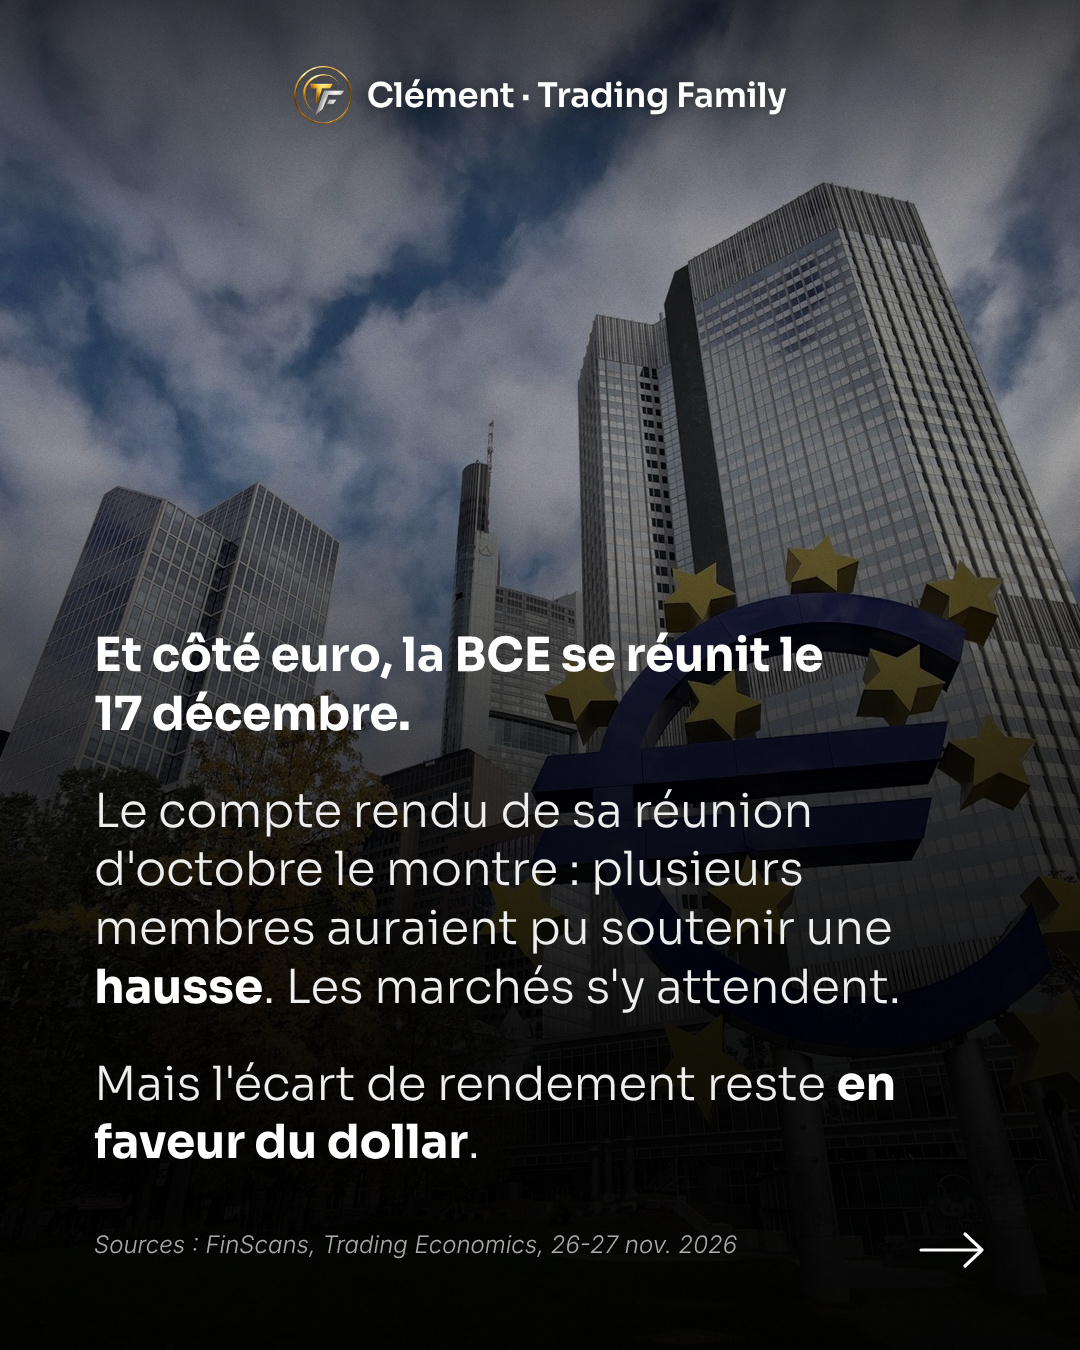 TF Clément · Trading Family
Et côté euro, la BCE se réunit le
17 décembre.
Le compte rendu de sa réunion
d'octobre le montre : plusieurs
membres auraient pu soutenir une
hausse. Les marchés s'y attendent.
Mais l'écart de rendement reste en
faveur du dollar.
Sources : FinScans, Trading Economics, 26-27 nov. 2026